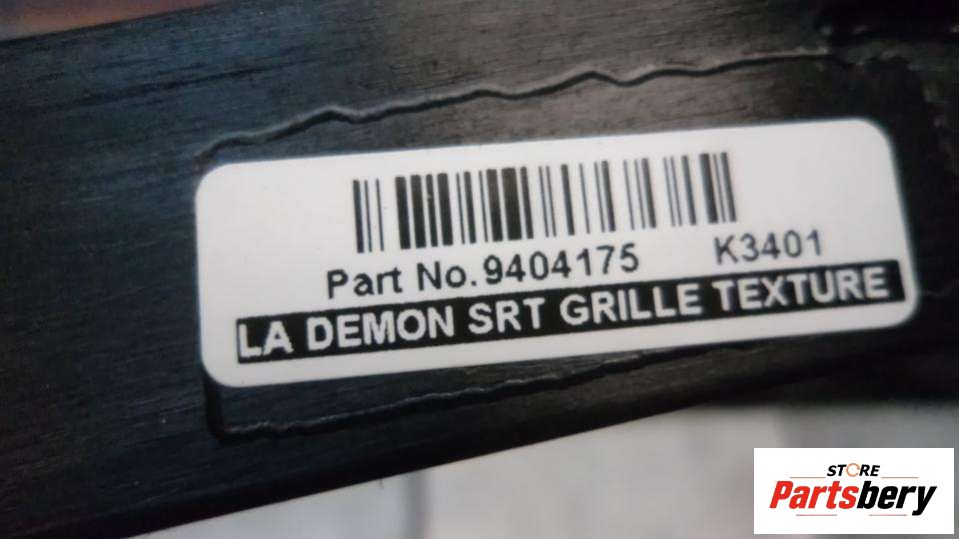 Part No.9404175 K3401
LA DEMON SRT GRILLE TEXTURE
STORE
Partsbery